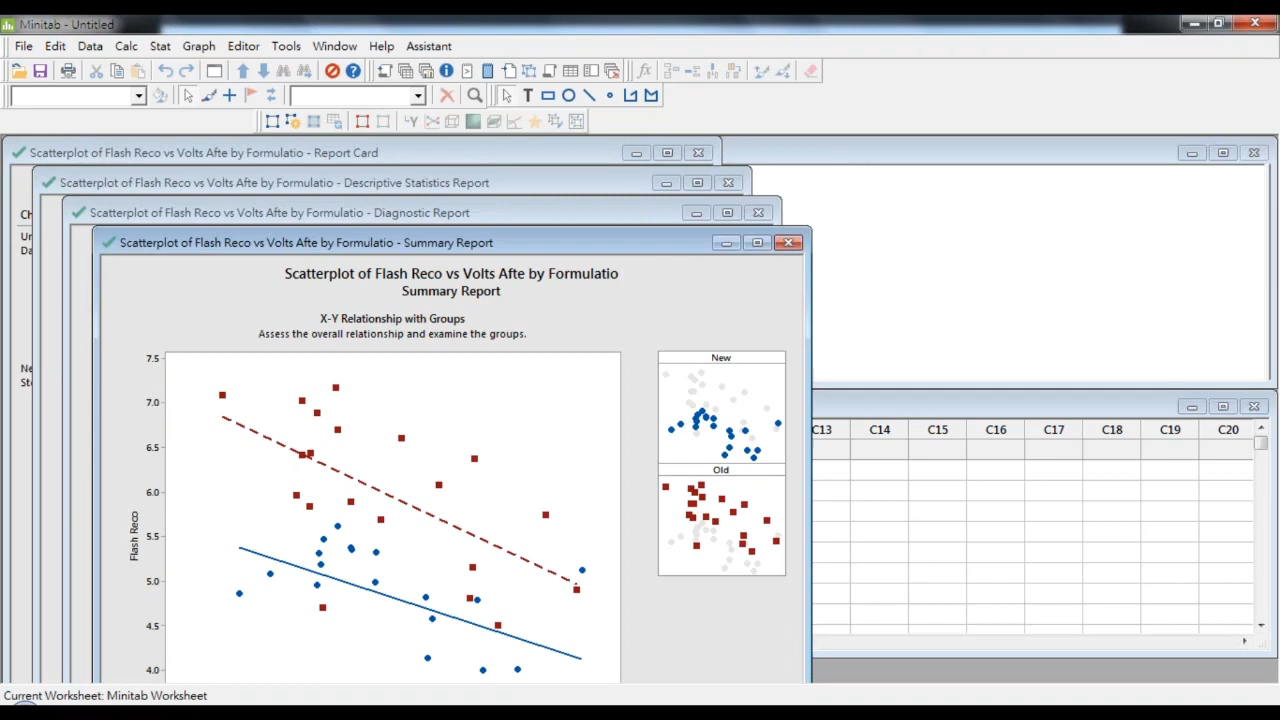 Minitab - Untitled
File Edit Data Calc Stat Graph Editor Tools Window Help Assistant
Scatterplot of Flash Reco vs Volts Afte by Formulatio - Report Card
Scatterplot of Flash Reco vs Volts Afte by Formulatio - Descriptive Statistics Report
Scatterplot of Flash Reco vs Volts Afte by Formulatio - Diagnostic Report
Scatterplot of Flash Reco vs Volts Afte by Formulatio - Summary Report
Ch
Un
Da
Ne
Sto
Scatterplot of Flash Reco vs Volts Afte by Formulatio
Summary Report
X-Y Relationship with Groups
Assess the overall relationship and examine the groups.
Flash Reco
7.5
7.0
6.5
6.0
5.5
5.0
4.5
4.0
New
Old
C13 C14 C15 C16 C17 C18 C19 C20
Current Worksheet: Minitab Worksheet